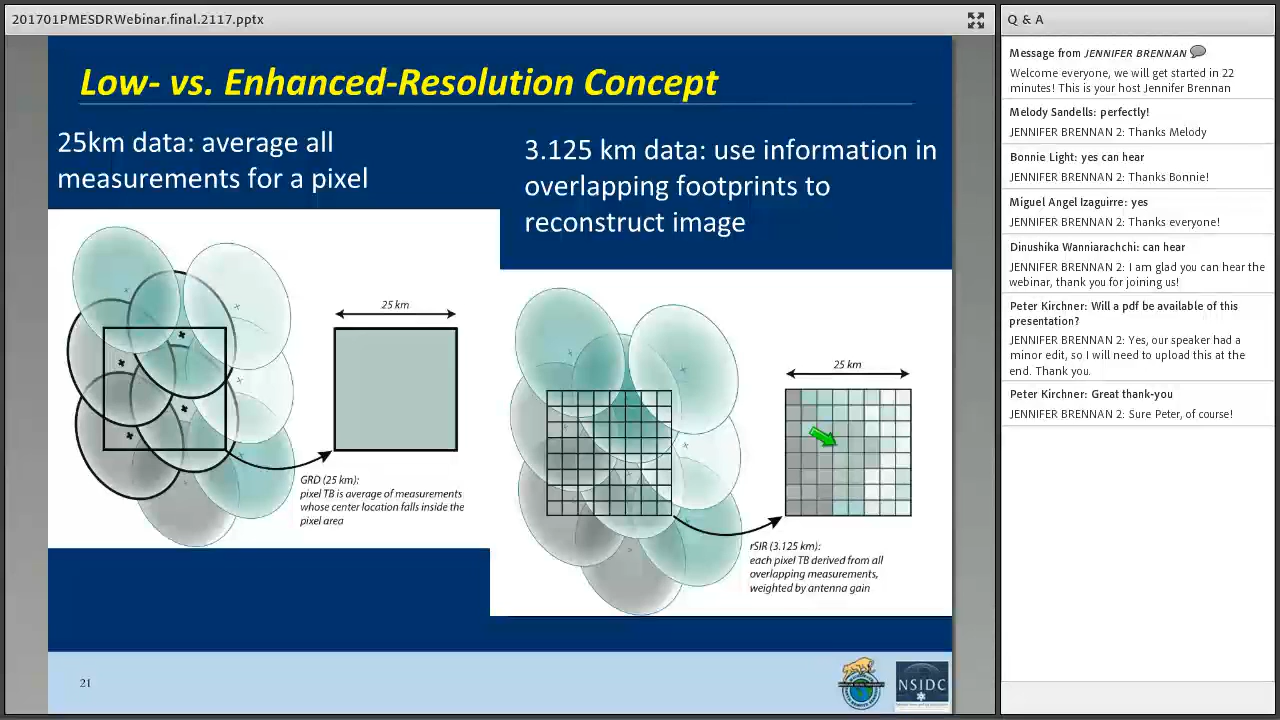 201701PMESDRWebinar.final.2117.pptx
Low- vs. Enhanced-Resolution Concept
25km data: average all
measurements for a pixel
3.125 km data: use information in
overlapping footprints to
reconstruct image
25 km
GRD (25 km):
pixel TB is average of measurements
whose center location falls inside the
pixel area
25 km
rSIR (3.125 km):
each pixel TB derived from all
overlapping measurements,
weighted by antenna gain
21
NSIDC
Q & A
Message from JENNIFER BRENNAN
Welcome everyone, we will get started in 22
minutes! This is your host Jennifer Brennan
Melody Sandells: perfectly!
JENNIFER BRENNAN 2: Thanks Melody
Bonnie Light: yes can hear
JENNIFER BRENNAN 2: Thanks Bonnie!
Miguel Angel Izaguirre: yes
JENNIFER BRENNAN 2: Thanks everyone!
Dinushika Wanniarachchi: can hear
JENNIFER BRENNAN 2: I am glad you can hear the
webinar, thank you for joining us!
Peter Kirchner: Will a pdf be available of this
presentation?
JENNIFER BRENNAN 2: Yes, our speaker had a
minor edit, so I will need to upload this at the
end. Thank you.
Peter Kirchner: Great thank-you
JENNIFER BRENNAN 2: Sure Peter, of course!